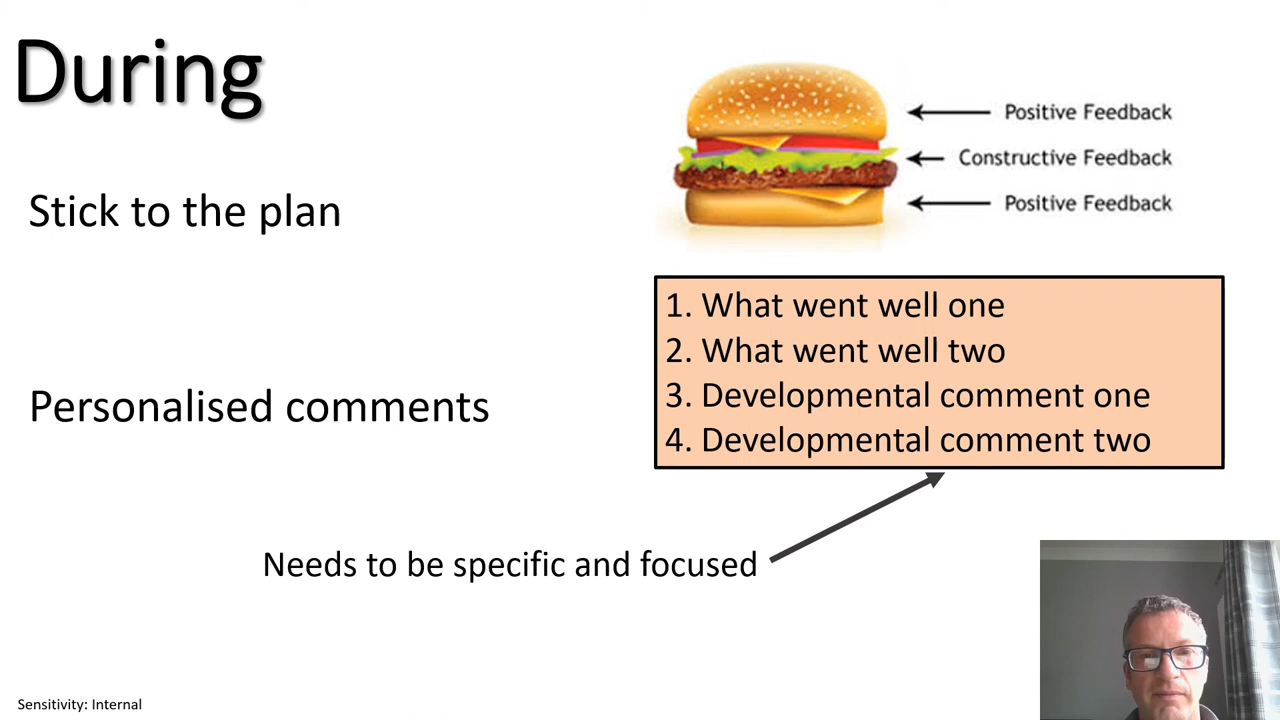 During
Stick to the plan
Positive Feedback
Constructive Feedback
Positive Feedback
1. What went well one
2. What went well two
3. Developmental comment one
4. Developmental comment two
Personalised comments
Needs to be specific and focused
Sensitivity: Internal